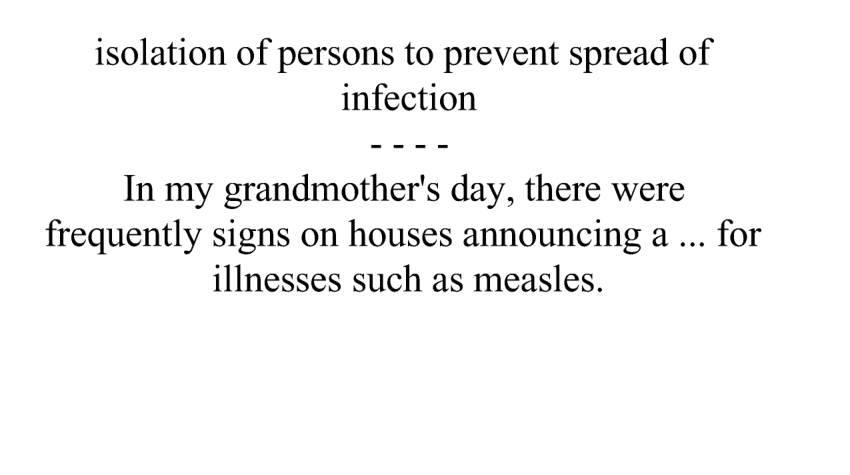 isolation of persons to prevent spread of
infection
- - - -
In my grandmother's day, there were
frequently signs on houses announcing a ... for
illnesses such as measles.